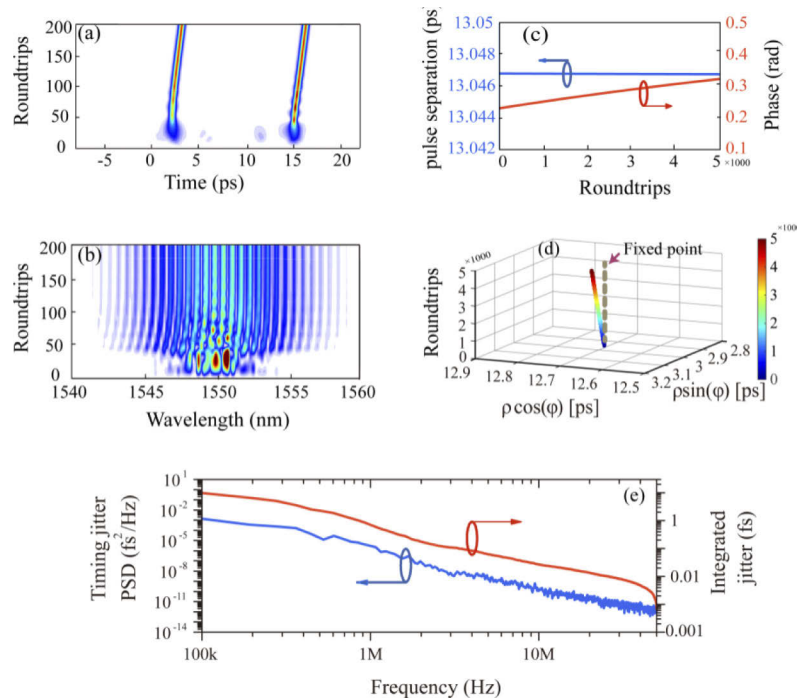 (a)
200
150
100
50
0
Roundtrips
-5 0 5 10 15 20
Time (ps)
(c)
13.05
13.048
13.046
13.044
13.042
pulse separation (ps)
0.5
0.4
0.3
0.2
0.1
Phase (rad)
0 1 2 3 4 5 ×1000
Roundtrips
(b)
200
150
100
50
0
Roundtrips
1540 1545 1550 1555 1560
Wavelength (nm)
(d)
Fixed point
×1000
5
4
3
2
1
0
Roundtrips
12.9 12.8 12.7 12.6 12.5
ρcos(φ) [ps]
3.2 3.1 3 2.9 2.8
ρsin(φ) [ps]
×1000
5
4
3
2
1
0
(e)
10^1
10^-2
10^-5
10^-8
10^-11
10^-14
Timing jitter
PSD (fs^2/Hz)
1
0.01
0.001
Integrated
jitter (fs)
100k 1M 10M
Frequency (Hz)